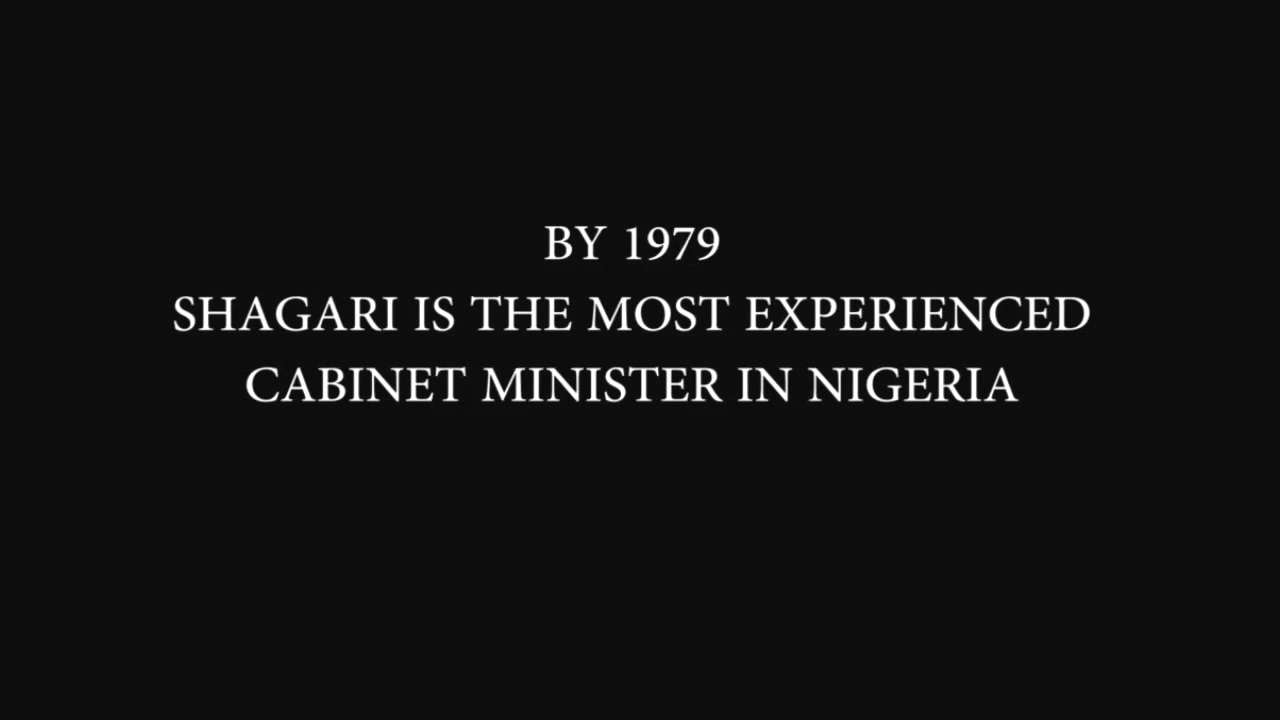 BY 1979
SHAGARI IS THE MOST EXPERIENCED
CABINET MINISTER IN NIGERIA